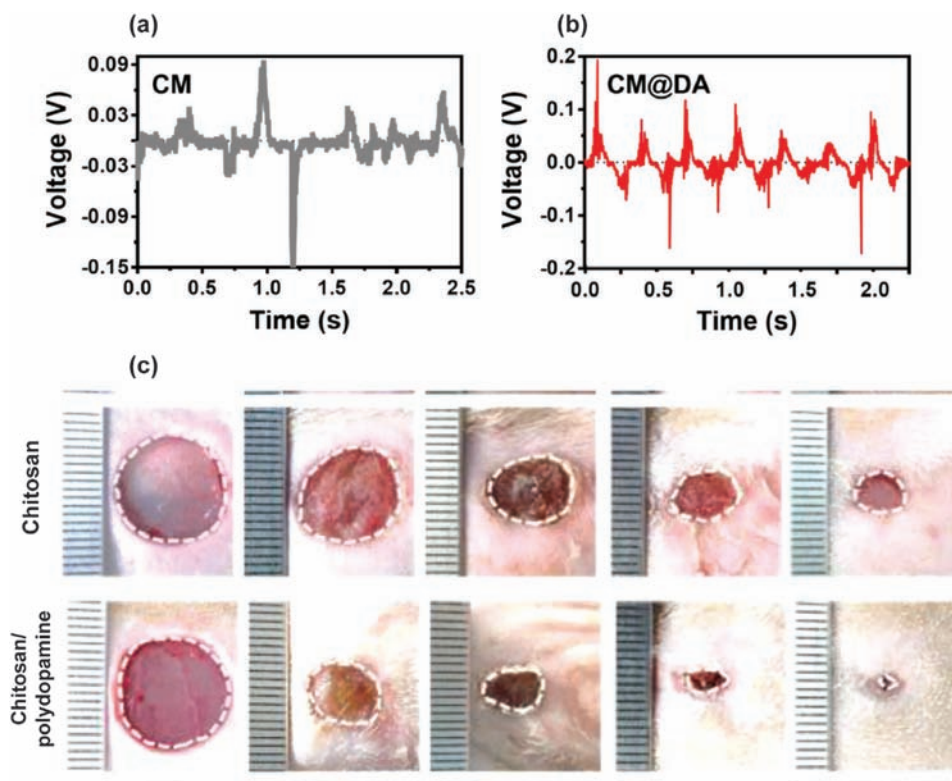 (a)
CM
Voltage (V)
0.09
0.03
-0.03
-0.09
-0.15
0.0 0.5 1.0 1.5 2.0 2.5
Time (s)
(b)
CM@DA
Voltage (V)
0.2
0.1
0.0
-0.1
-0.2
0.0 0.5 1.0 1.5 2.0
Time (s)
(c)
Chitosan
Chitosan/
polydopamine